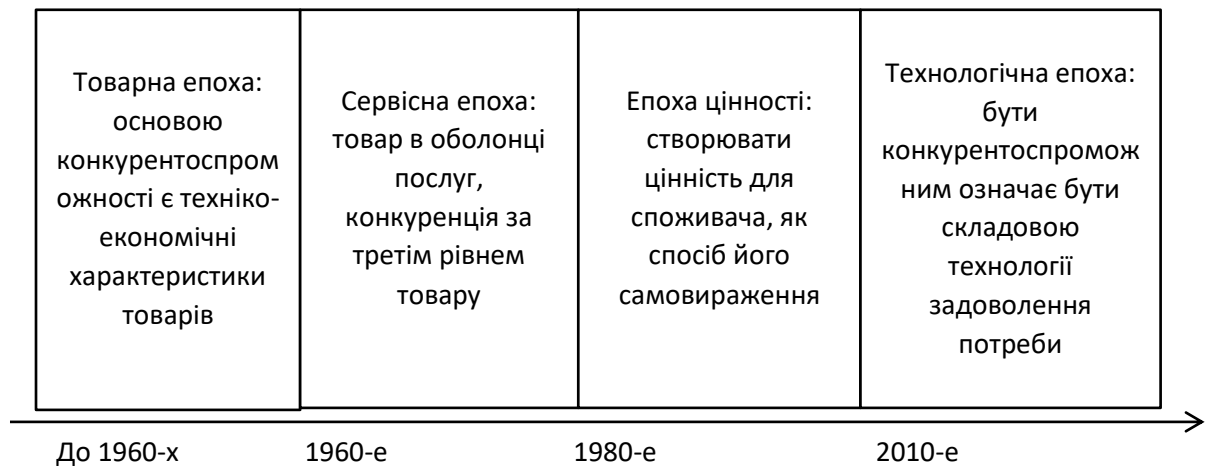 Товарна епоха:
основою
конкурентоспром
ожності є техніко-
економічні
характеристики
товарів
Сервісна епоха:
товар в оболонці
послуг,
конкуренція за
третім рівнем
товару
Епоха цінності:
створювати
цінність для
споживача, як
спосіб його
самовираження
Технологічна епоха:
бути
конкурентоспромож
ним означає бути
складовою
технології
задоволення
потреби
До 1960-х
1960-е
1980-е
2010-е